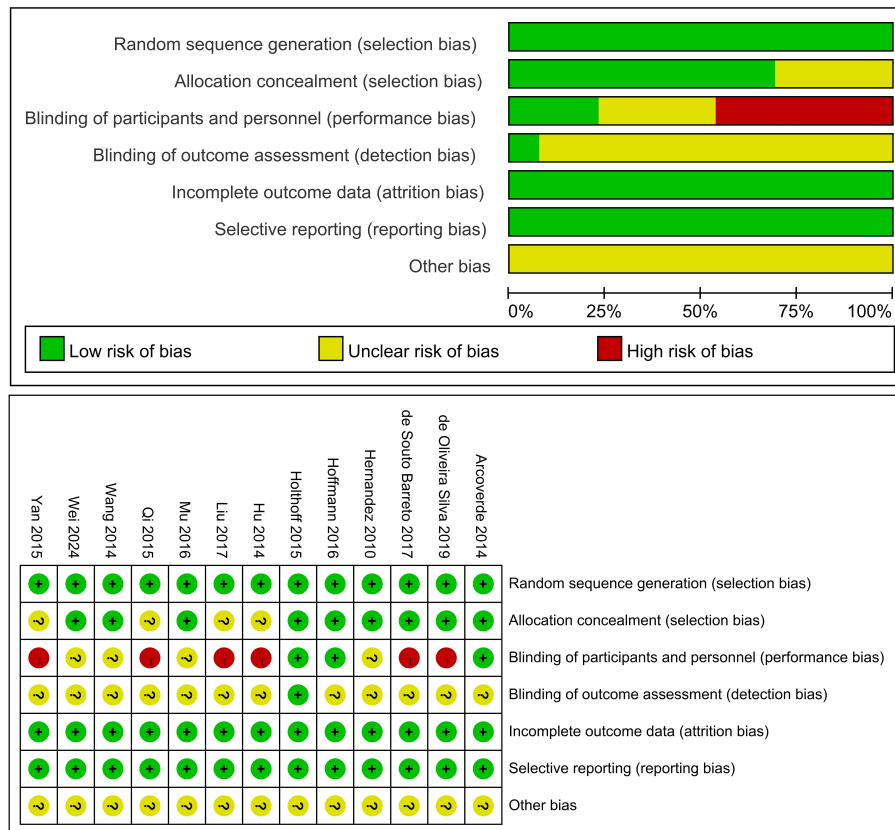 Random sequence generation (selection bias)
Allocation concealment (selection bias)
Blinding of participants and personnel (performance bias)
Blinding of outcome assessment (detection bias)
Incomplete outcome data (attrition bias)
Selective reporting (reporting bias)
Other bias
0% 25% 50% 75% 100%
Low risk of bias Unclear risk of bias High risk of bias
Yan 2015
Wei 2024
Wang 2014
Qi 2015
Mu 2016
Liu 2017
Hu 2014
Holthoff 2015
Hoffmann 2016
Hernandez 2010
de Souto Barreto 2017
de Oliveira Silva 2019
Arcoverde 2014
+ + + + + + + + + + + + + Random sequence generation (selection bias)
? + + ? + ? ? + + + + + + Allocation concealment (selection bias)
– ? ? – ? – – + + ? – – + Blinding of participants and personnel (performance bias)
? ? ? ? ? ? ? + ? ? ? ? ? Blinding of outcome assessment (detection bias)
+ + + + + + + + + + + + + Incomplete outcome data (attrition bias)
+ + + + + + + + + + + + + Selective reporting (reporting bias)
? ? ? ? ? ? ? ? ? ? ? ? ? Other bias